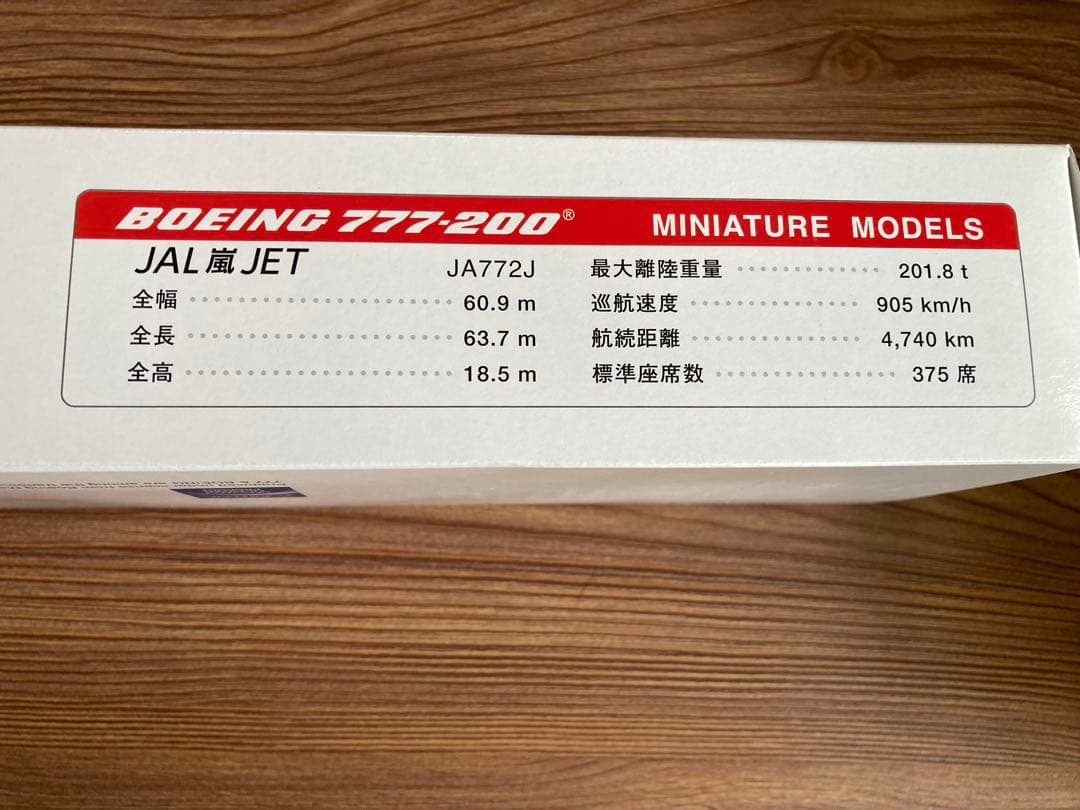 BOEING 777-200® MINIATURE MODELS
JAL嵐JET JA772J
全幅 60.9 m
全長 63.7 m
全高 18.5 m
最大離陸重量 201.8 t
巡航速度 905 km/h
航続距離 4,740 km
標準座席数 375 席